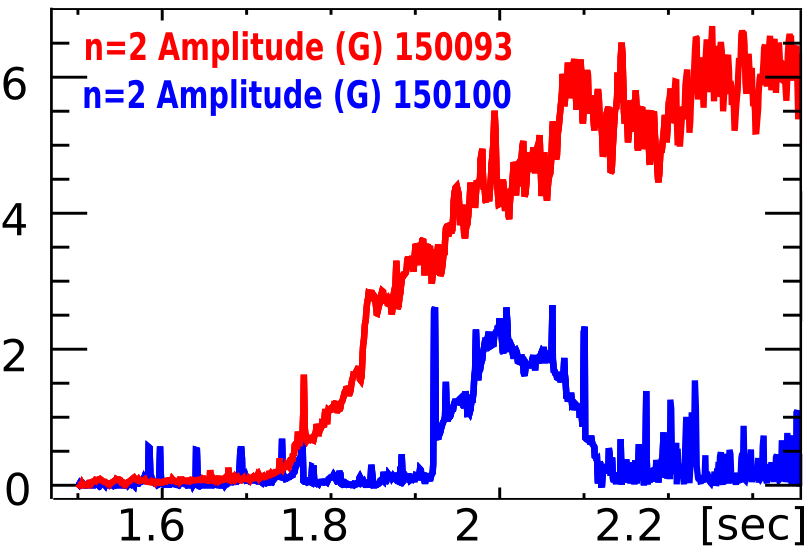 n=2 Amplitude (G) 150093
n=2 Amplitude (G) 150100
6
4
2
0
1.6 1.8 2 2.2 [sec]